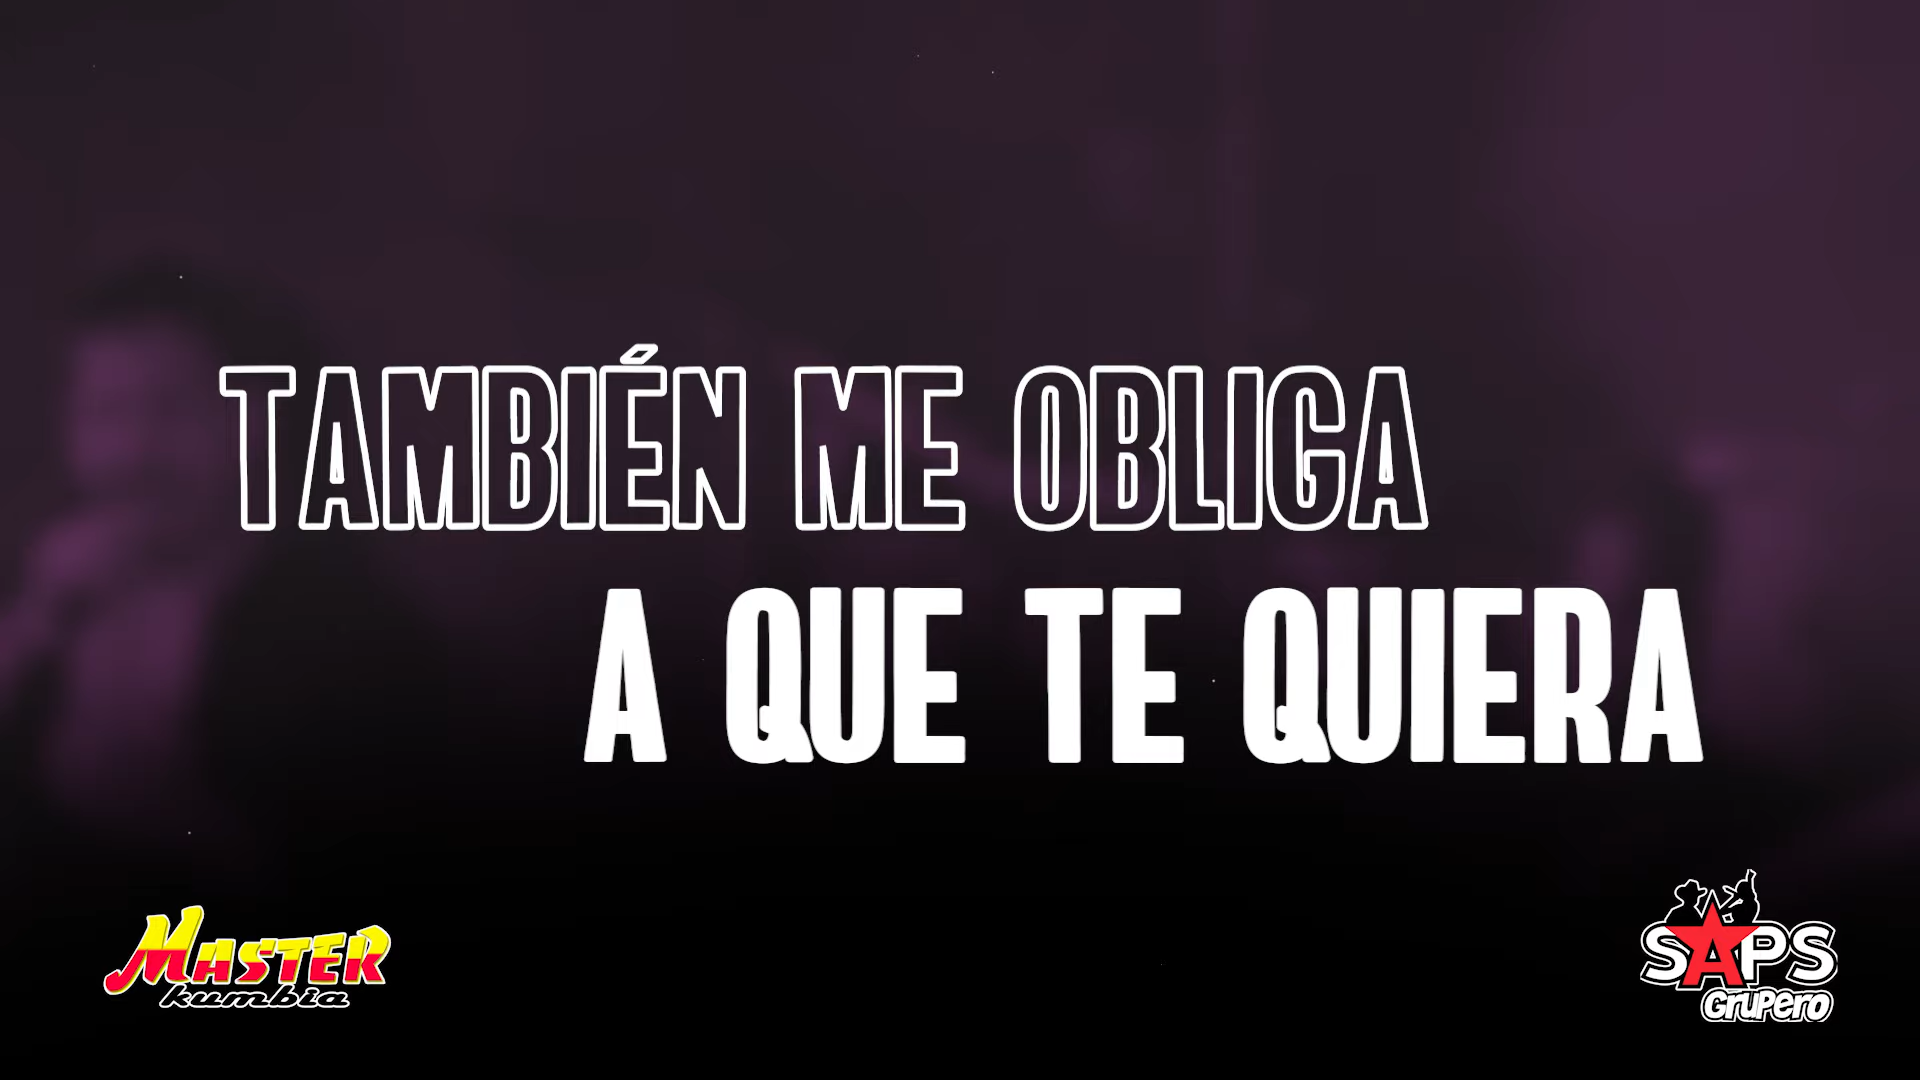 TAMBIÉN ME OBLIGA
A QUE TE QUIERA
MASTER
kumbia
SAPS
GRUPERO